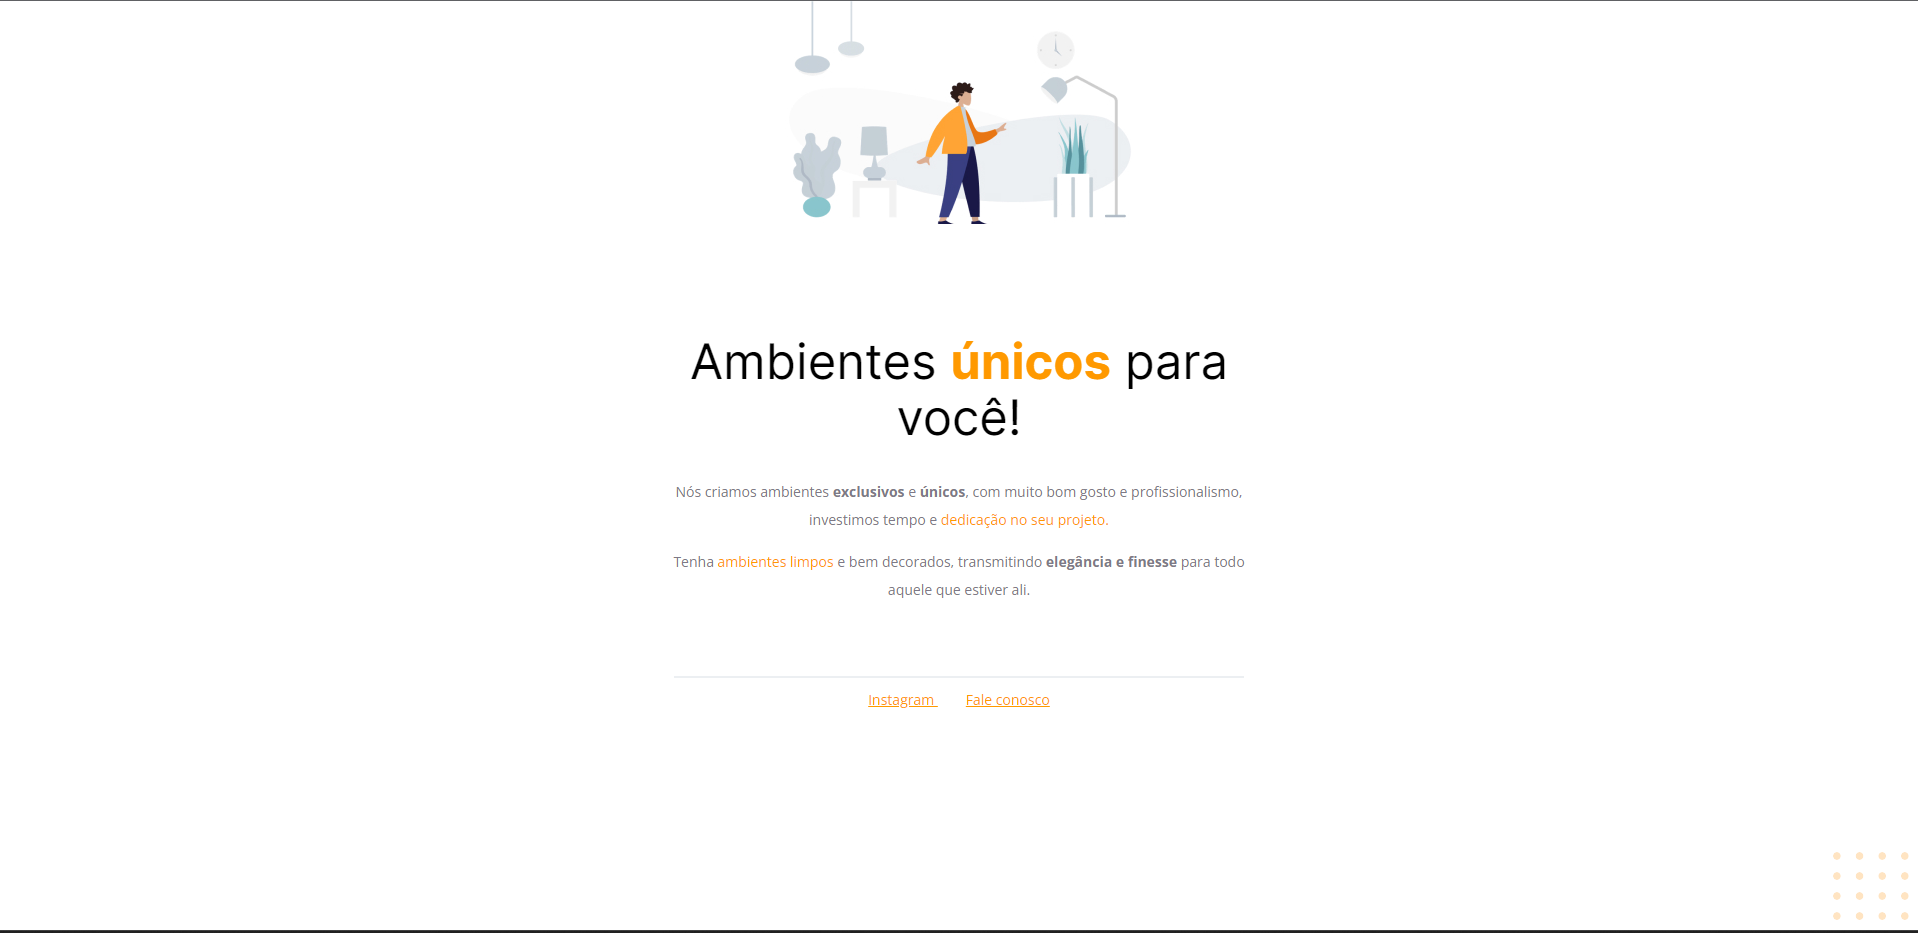 Ambientes únicos para
você!
Nós criamos ambientes exclusivos e únicos, com muito bom gosto e profissionalismo,
investimos tempo e dedicação no seu projeto.
Tenha ambientes limpos e bem decorados, transmitindo elegância e finesse para todo
aquele que estiver ali.
Instagram Fale conosco